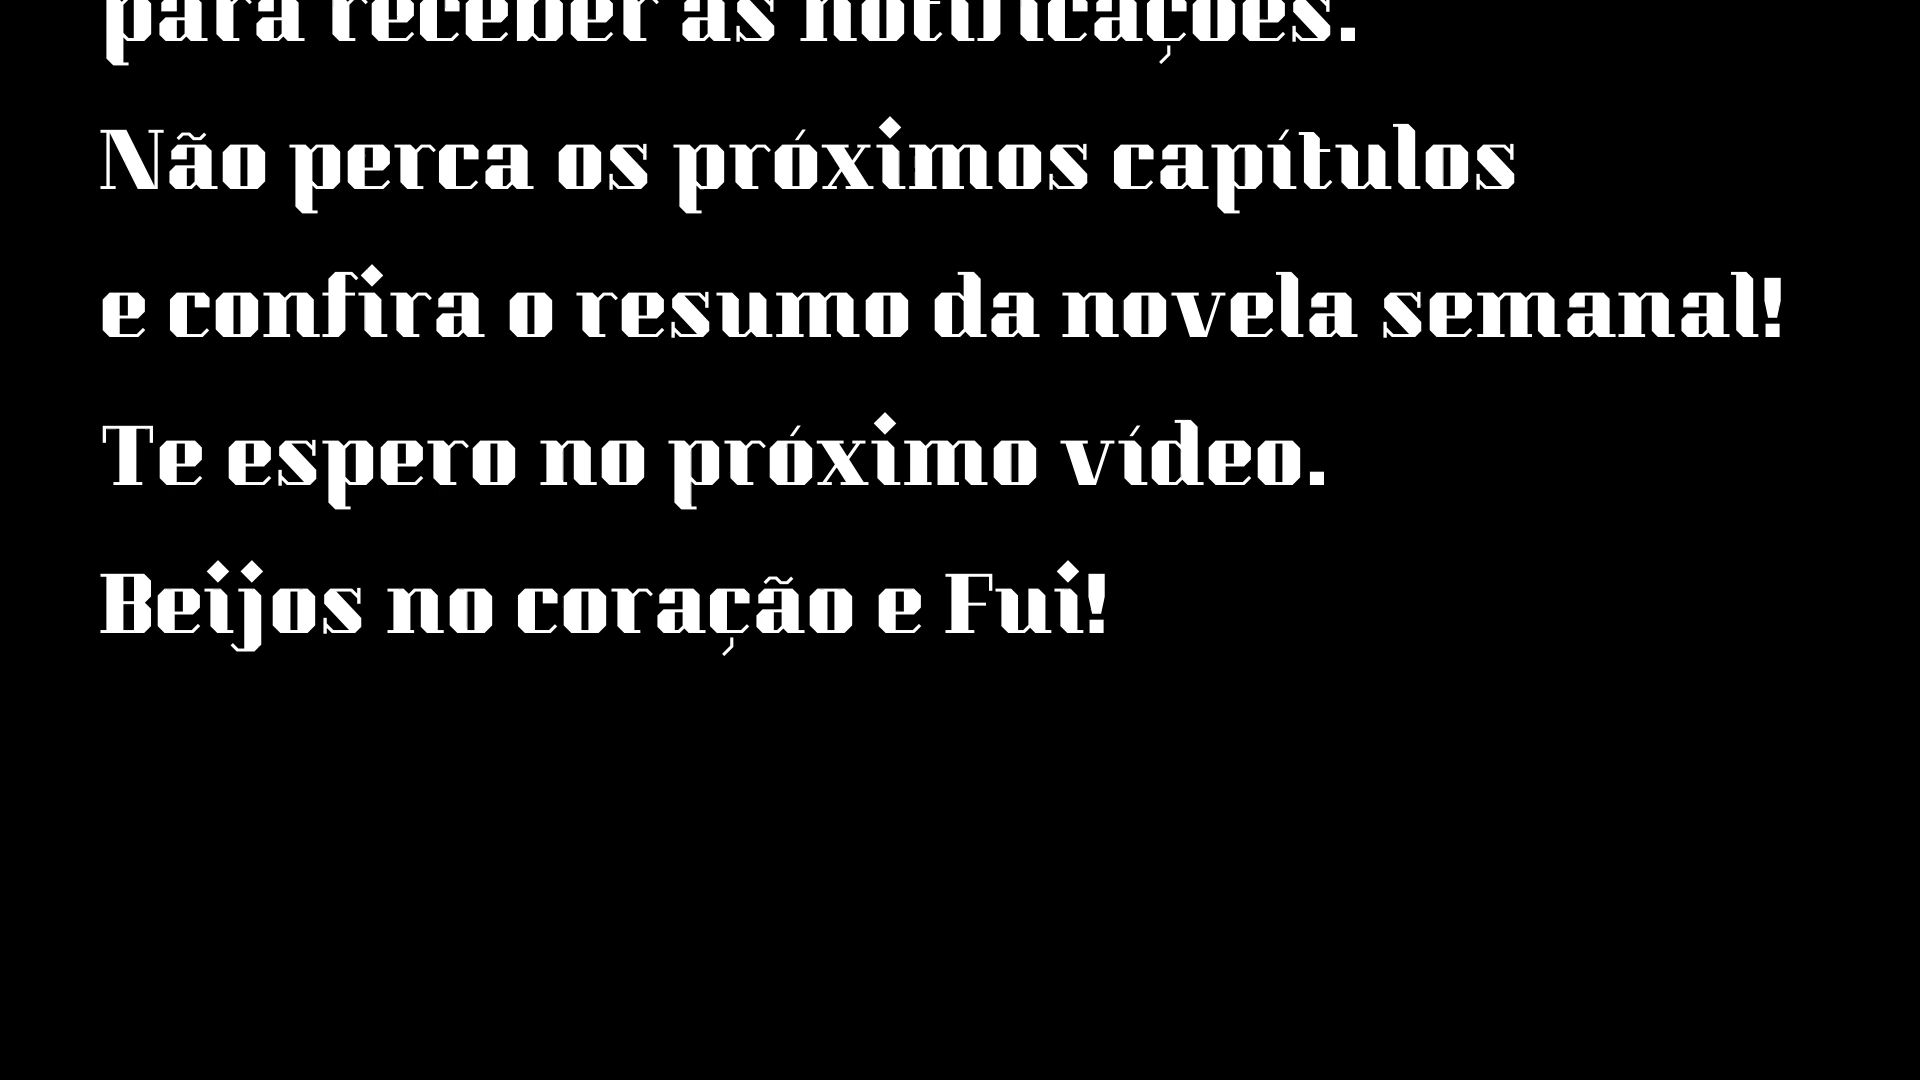 para receber as notificações.
Não perca os próximos capítulos
e confira o resumo da novela semanal!
Te espero no próximo vídeo.
Beijos no coração e Fui!